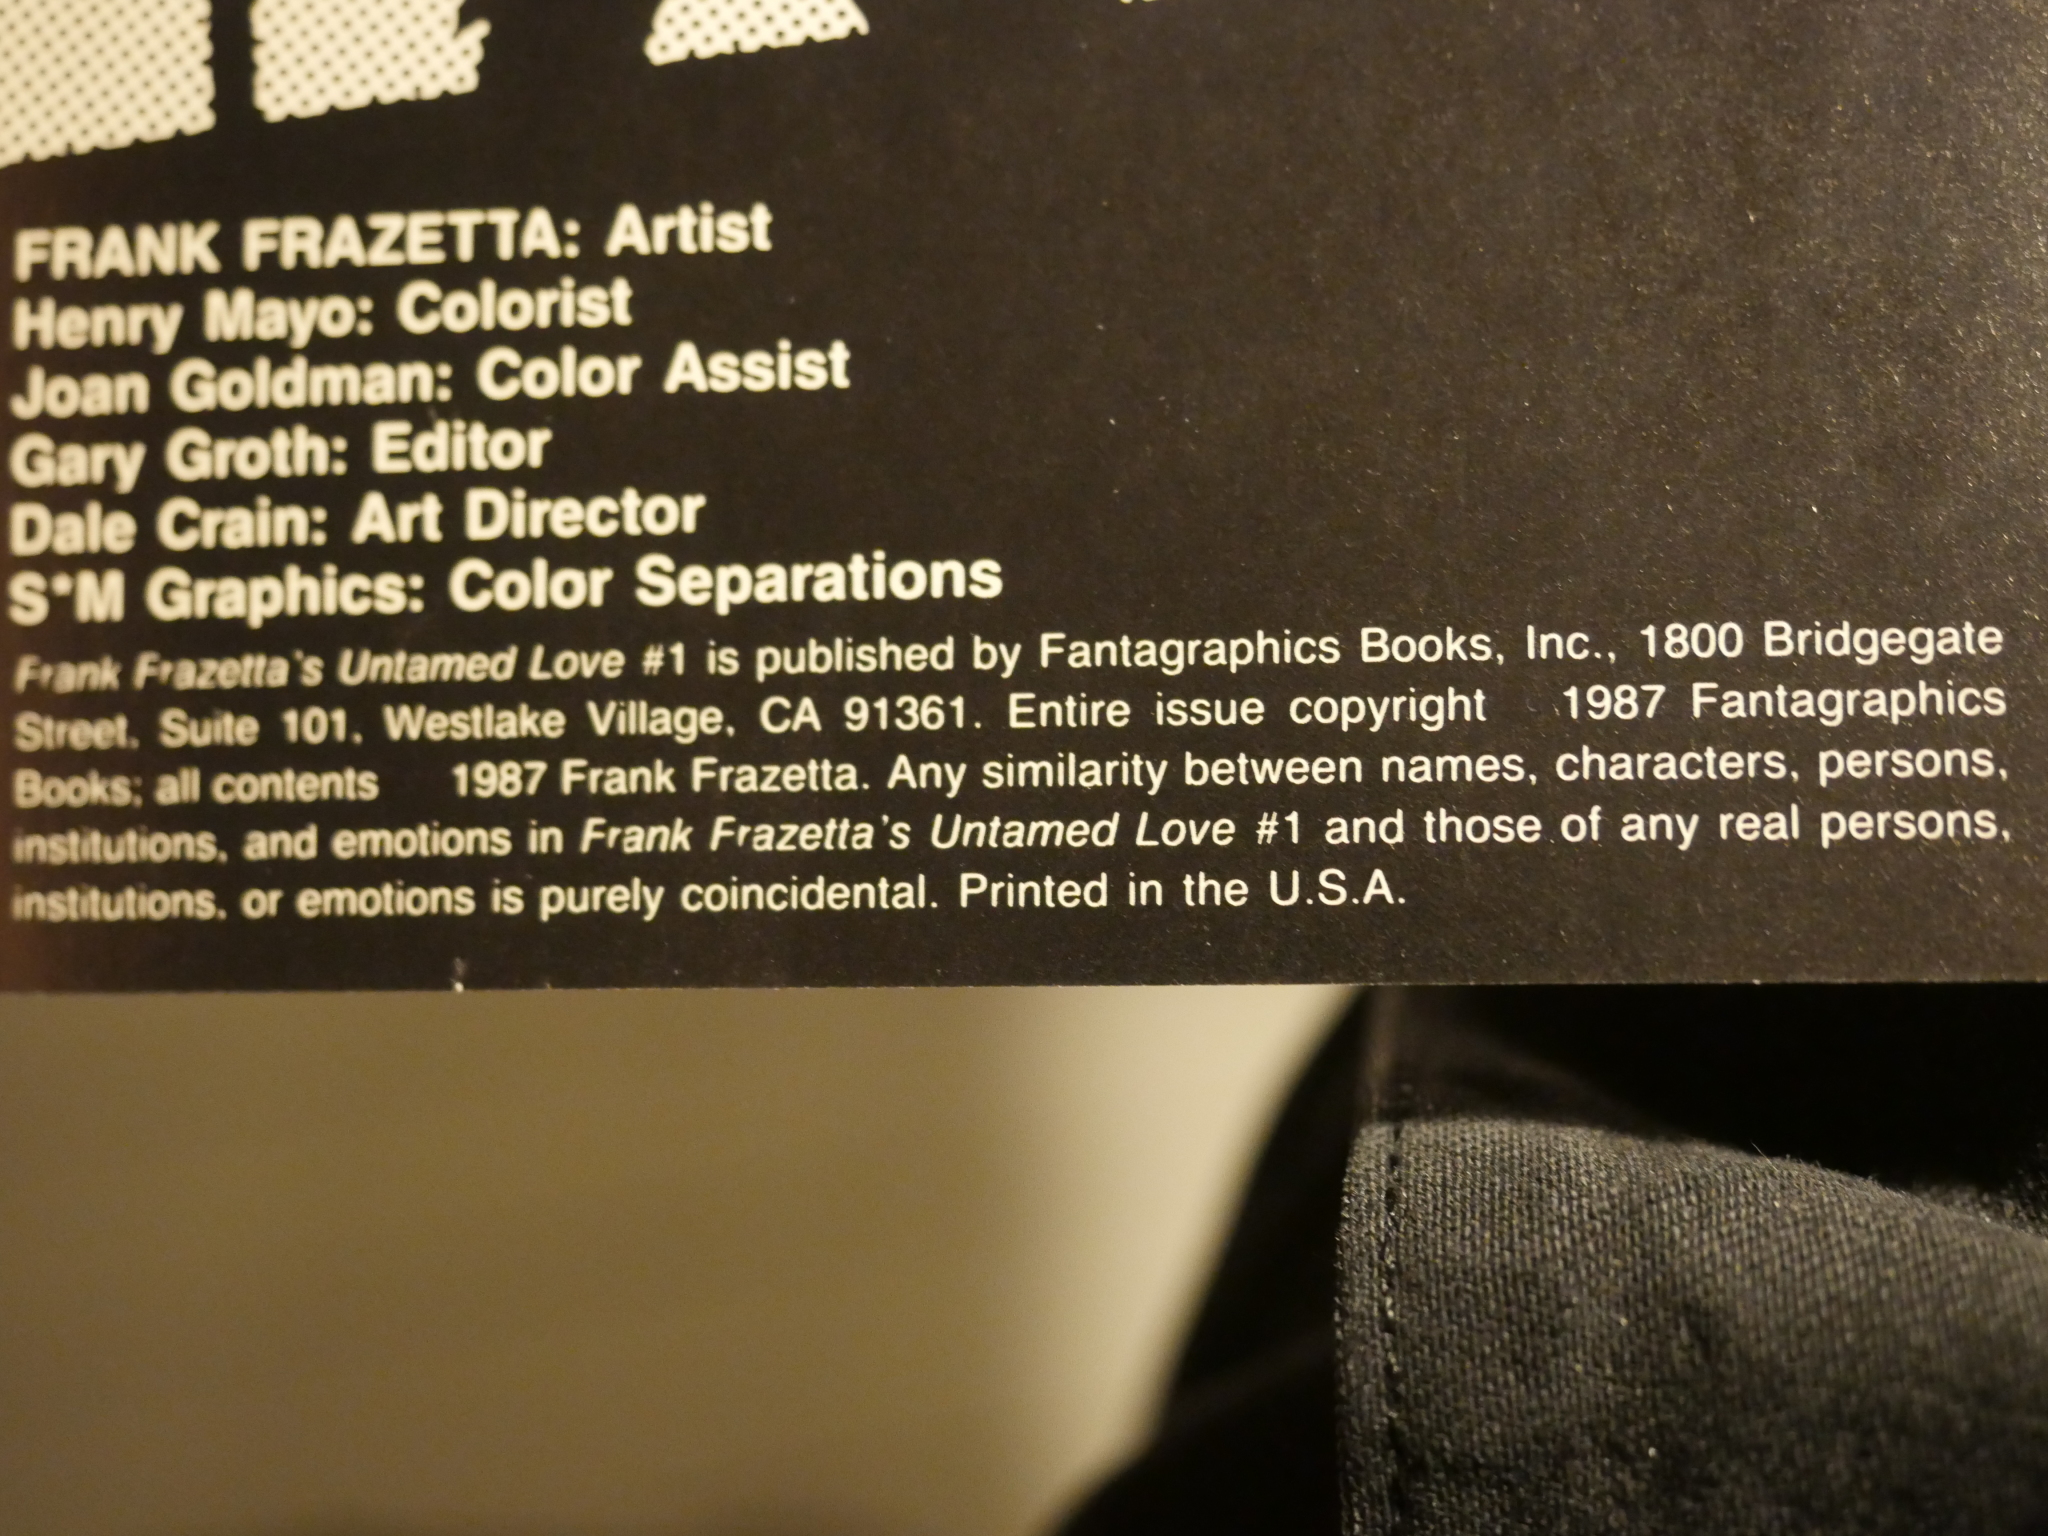 FRANK FRAZETTA: Artist
Henry Mayo: Colorist
Joan Goldman: Color Assist
Gary Groth: Editor
Dale Crain: Art Director
S*M Graphics: Color Separations
Frank Frazetta's Untamed Love #1 is published by Fantagraphics Books, Inc., 1800 Bridgegate
Street, Suite 101, Westlake Village, CA 91361. Entire issue copyright 1987 Fantagraphics
Books; all contents 1987 Frank Frazetta. Any similarity between names, characters, persons,
institutions, and emotions in Frank Frazetta's Untamed Love #1 and those of any real persons,
institutions, or emotions is purely coincidental. Printed in the U.S.A.